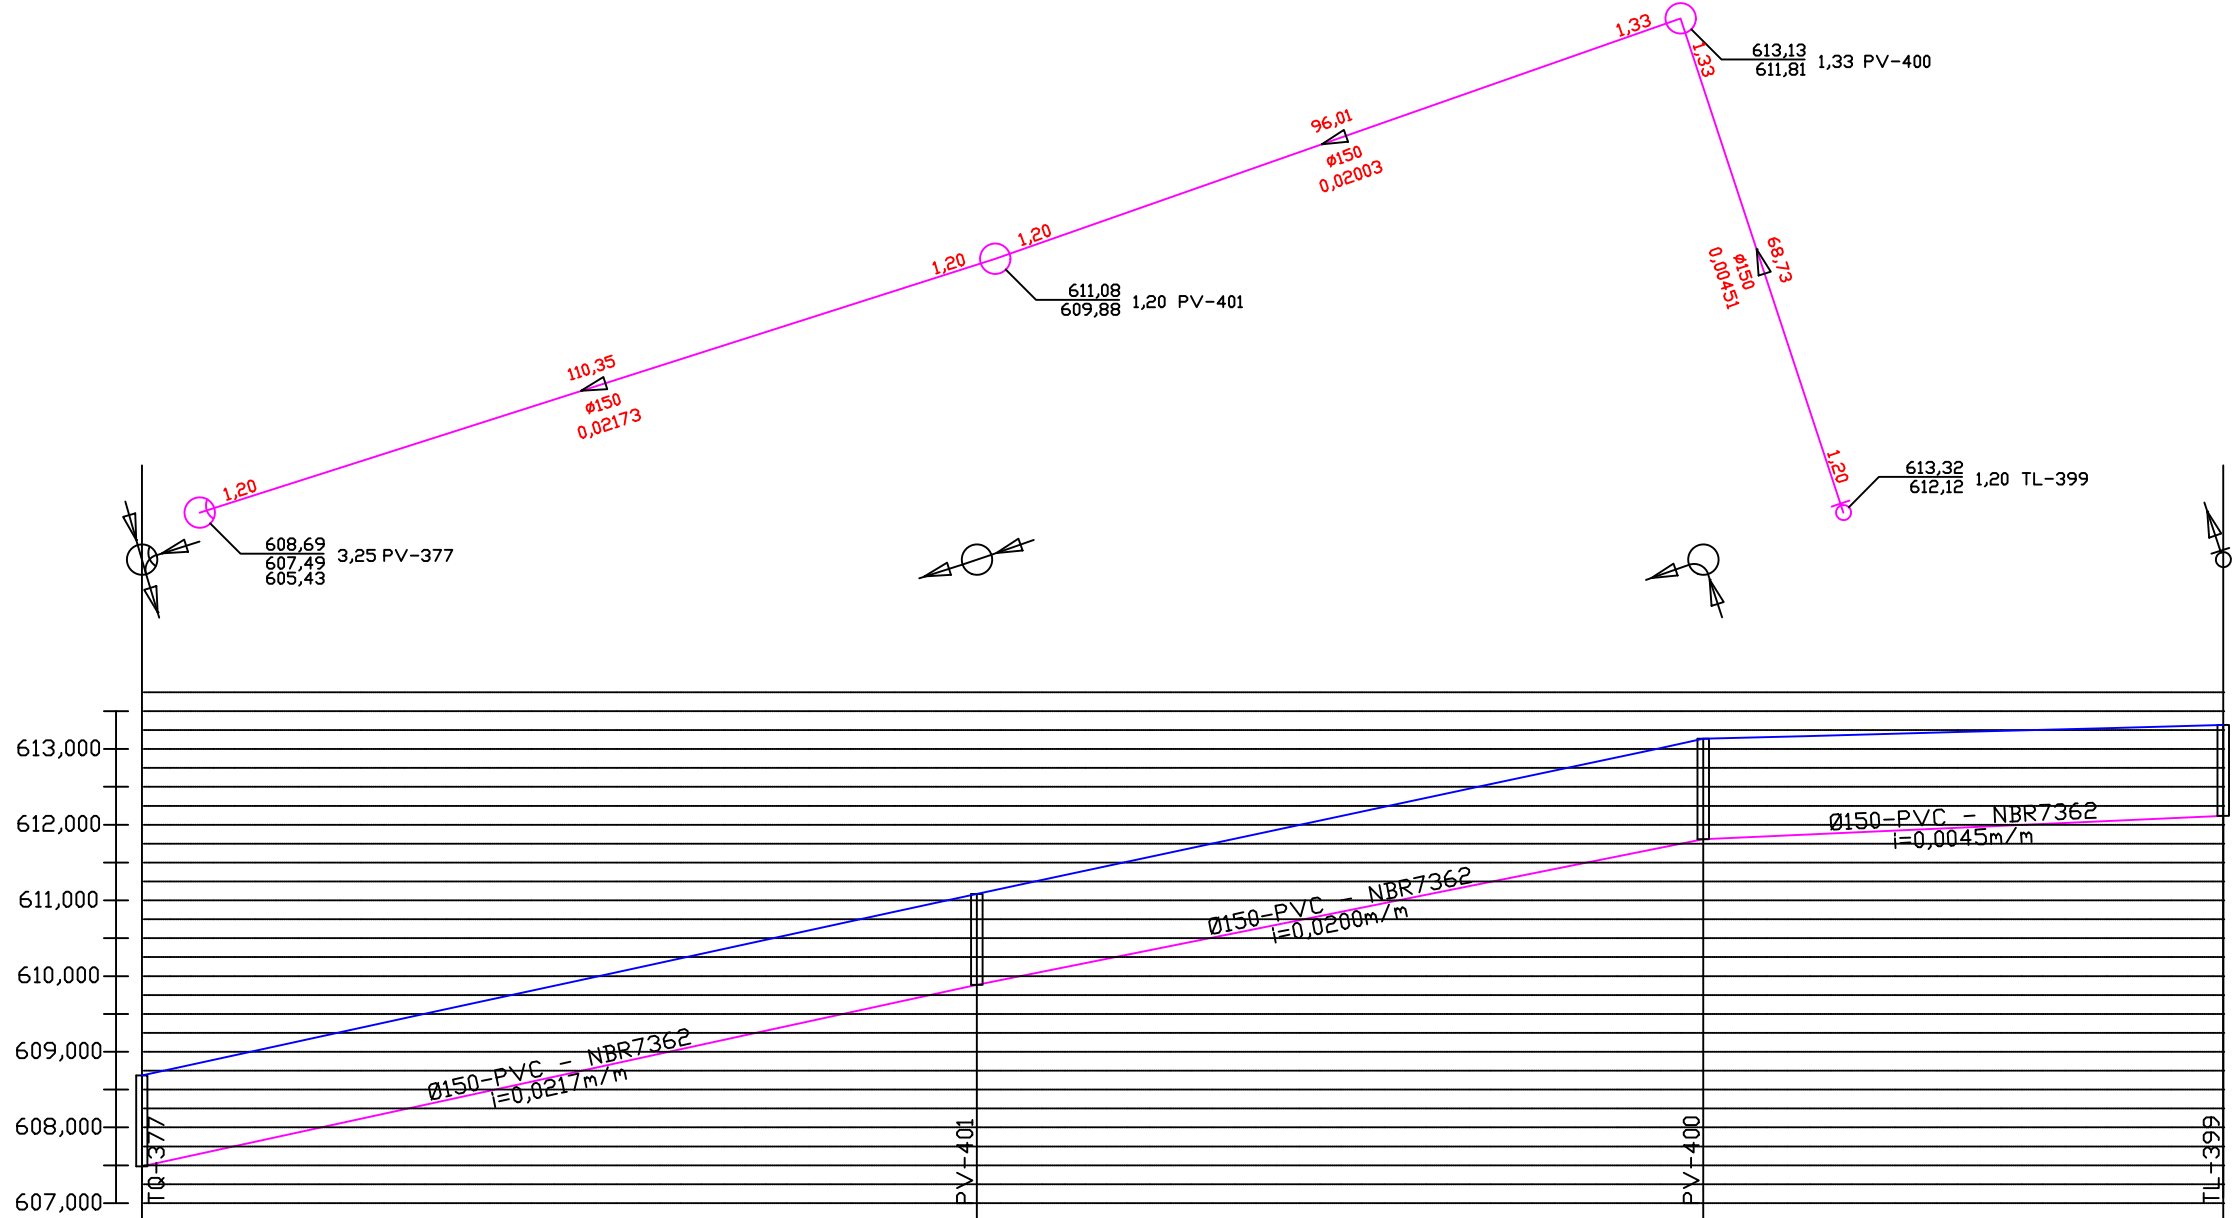 1,33
613,13
611,81
1,33 PV-400
1,33
96,01
ø150
0,02003
1,20
1,20
611,08
609,88
1,20 PV-401
68,73
ø150
0,00451
110,35
ø150
0,02173
1,20
613,32
612,12
1,20 TL-399
1,20
608,69
607,49
605,43
3,25 PV-377
613,000
612,000
611,000
610,000
609,000
608,000
607,000
Ø150-PVC - NBR7362
i=0,0045m/m
Ø150-PVC - NBR7362
i=0,0200m/m
Ø150-PVC - NBR7362
i=0,0217m/m
TQ-377
PV-401
PV-400
TL-399